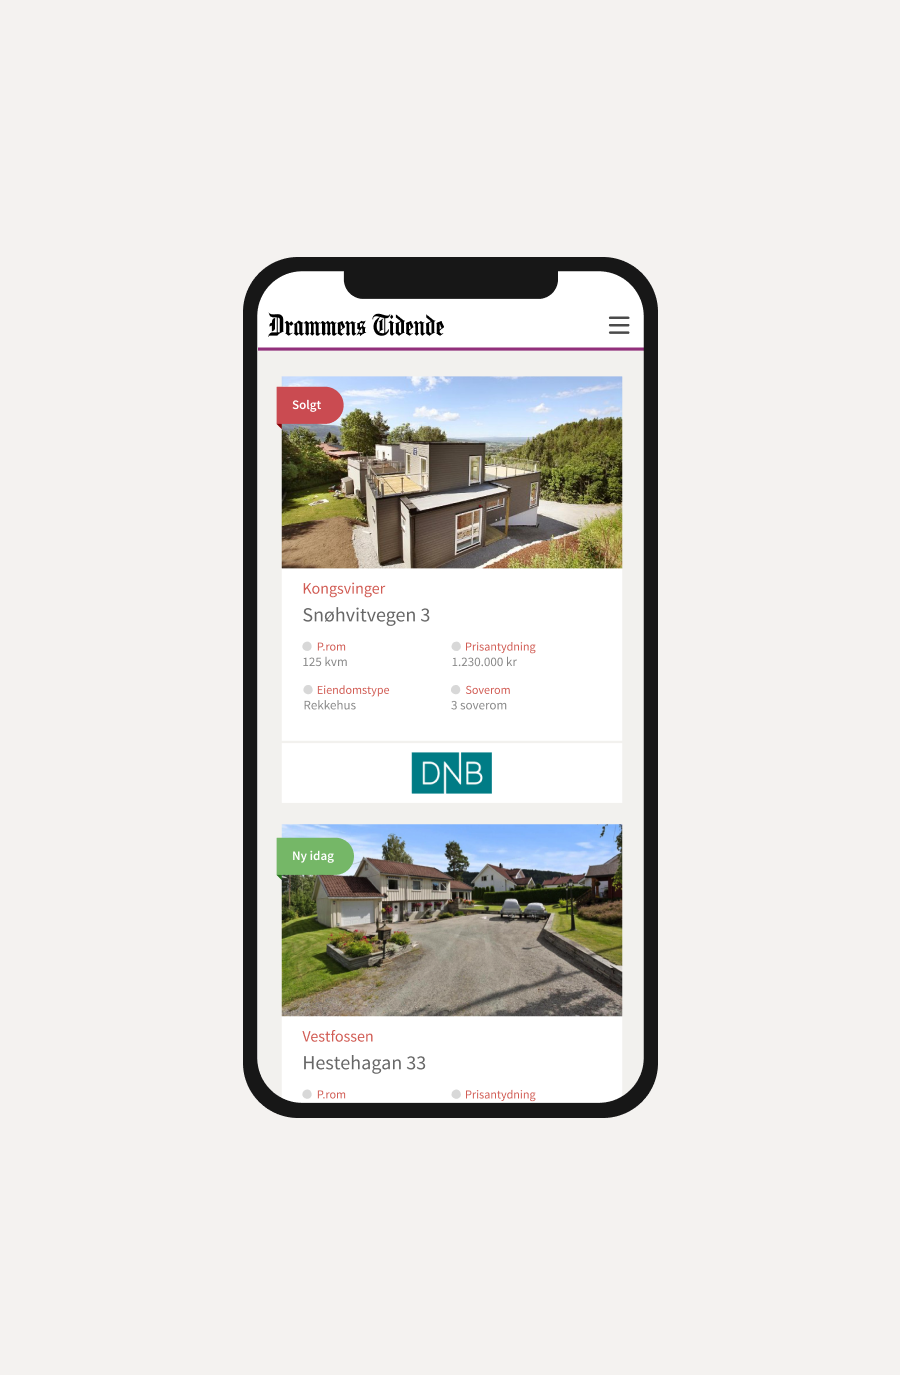 Drammens Tidende
Solgt
Kongsvinger
Snøhvitvegen 3
P.rom
Prisantydning
125 kvm
1.230.000 kr
Eiendomstype
Soverom
Rekkehus
3 soverom
DNB
Ny idag
Vestfossen
Hestehagan 33
P.rom
Prisantydning